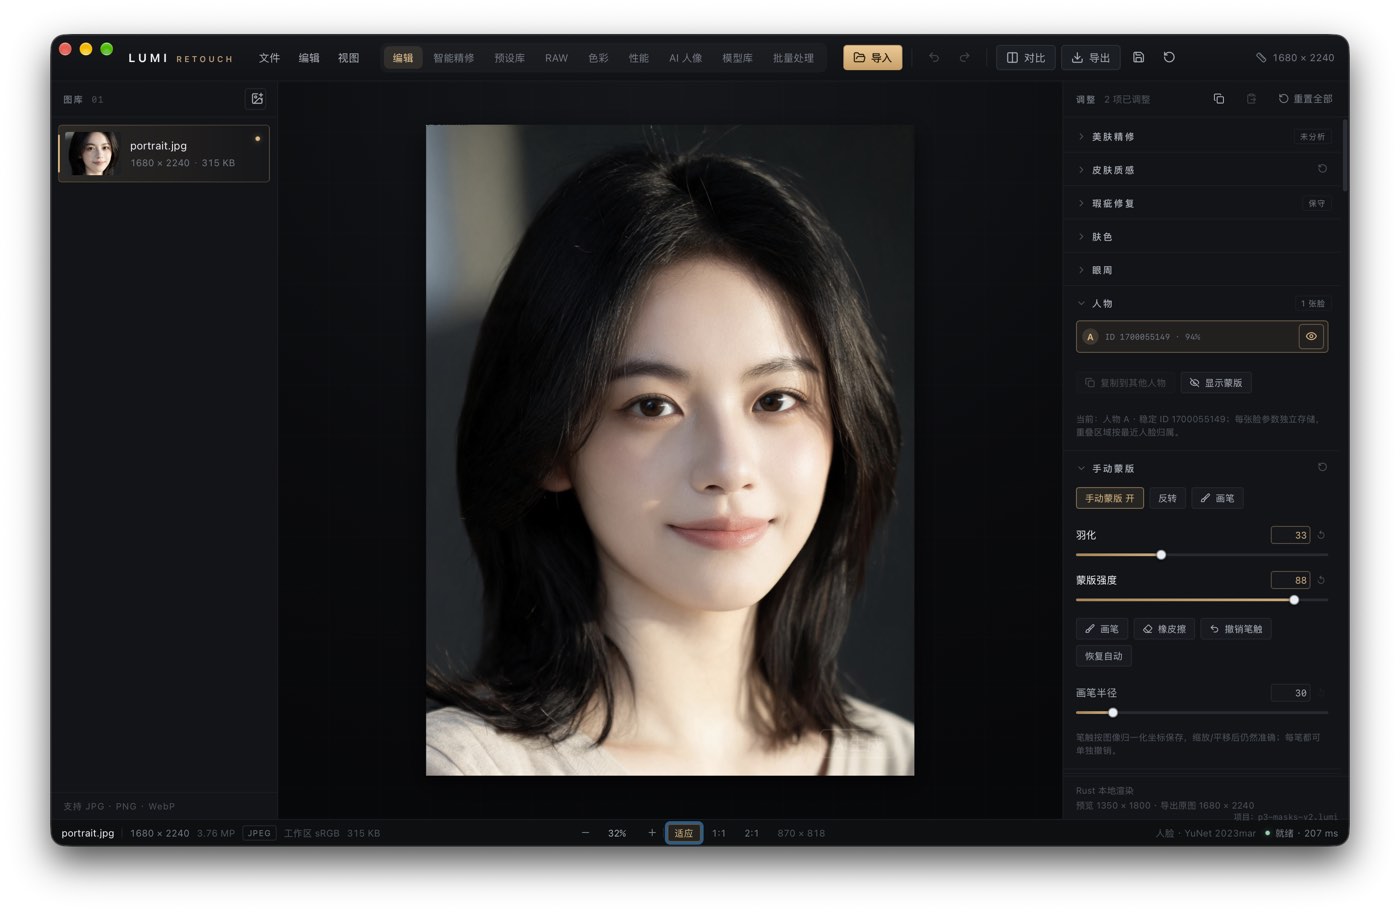 LUMI RETOUCH 文件 编辑 视图 编辑 智能精修 预设库 RAW 色彩 性能 AI 人像 模型库 批量处理 导入 对比 导出 1680 × 2240
图库 01
portrait.jpg
1680 × 2240 · 315 KB
支持 JPG · PNG · WebP
调整 2 项已调整 重置全部
美肤精修 未分析
皮肤质感
瑕疵修复 保守
肤色
眼周
人物 1 张脸
A ID 1700055149 · 94%
复制到其他人物 显示蒙版
当前：人物 A · 稳定 ID 1700055149；每张脸参数独立存储，
重叠区域按最近人脸归属。
手动蒙版
手动蒙版 开 反转 画笔
羽化 33
蒙版强度 88
画笔 橡皮擦 撤销笔触
恢复自动
画笔半径 30
笔触按图像归一化坐标保存，缩放/平移后仍然准确；每笔都可
单独撤销。
Rust 本地渲染
预览 1350 × 1800 · 导出原图 1680 × 2240
项目：p3-masks-v2.lumi
portrait.jpg 1680 × 2240 3.76 MP JPEG 工作区 sRGB 315 KB 32% 适应 1:1 2:1 870 × 818 人脸 · YuNet 2023mar 就绪 · 207 ms